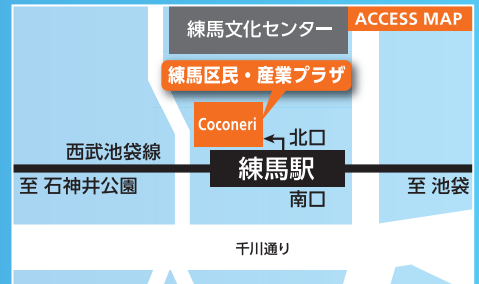 ACCESS MAP
練馬文化センター
練馬区民・産業プラザ
Coconeri
北口
西武池袋線
練馬駅
至 石神井公園
至 池袋
南口
千川通り